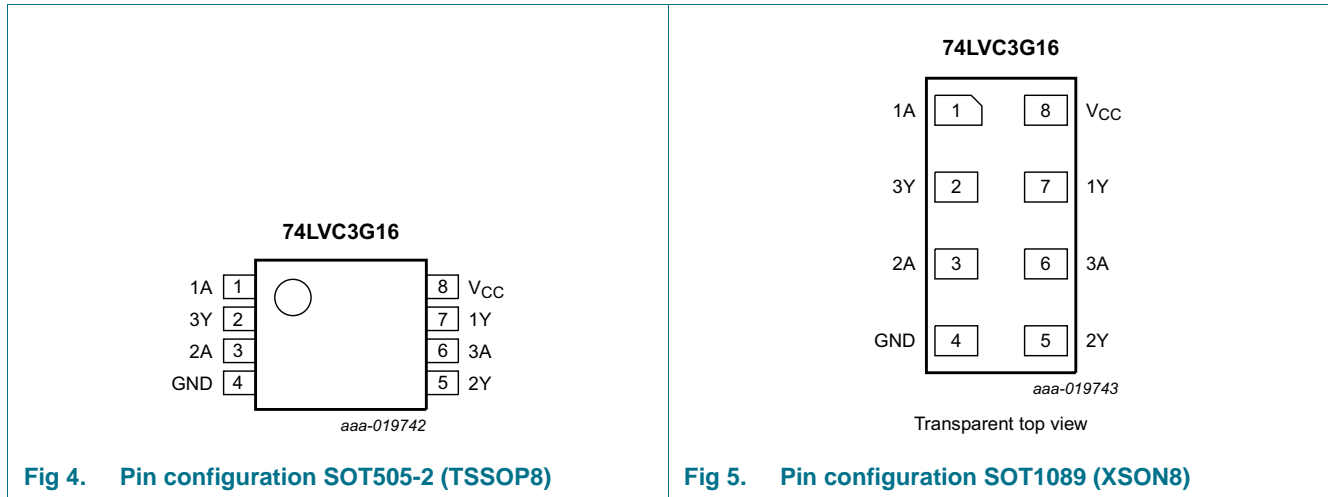 74LVC3G16
1A 1 8 VCC
3Y 2 7 1Y
2A 3 6 3A
GND 4 5 2Y
aaa-019742
Fig 4. Pin configuration SOT505-2 (TSSOP8)
74LVC3G16
1A 1 8 VCC
3Y 2 7 1Y
2A 3 6 3A
GND 4 5 2Y
aaa-019743
Transparent top view
Fig 5. Pin configuration SOT1089 (XSON8)